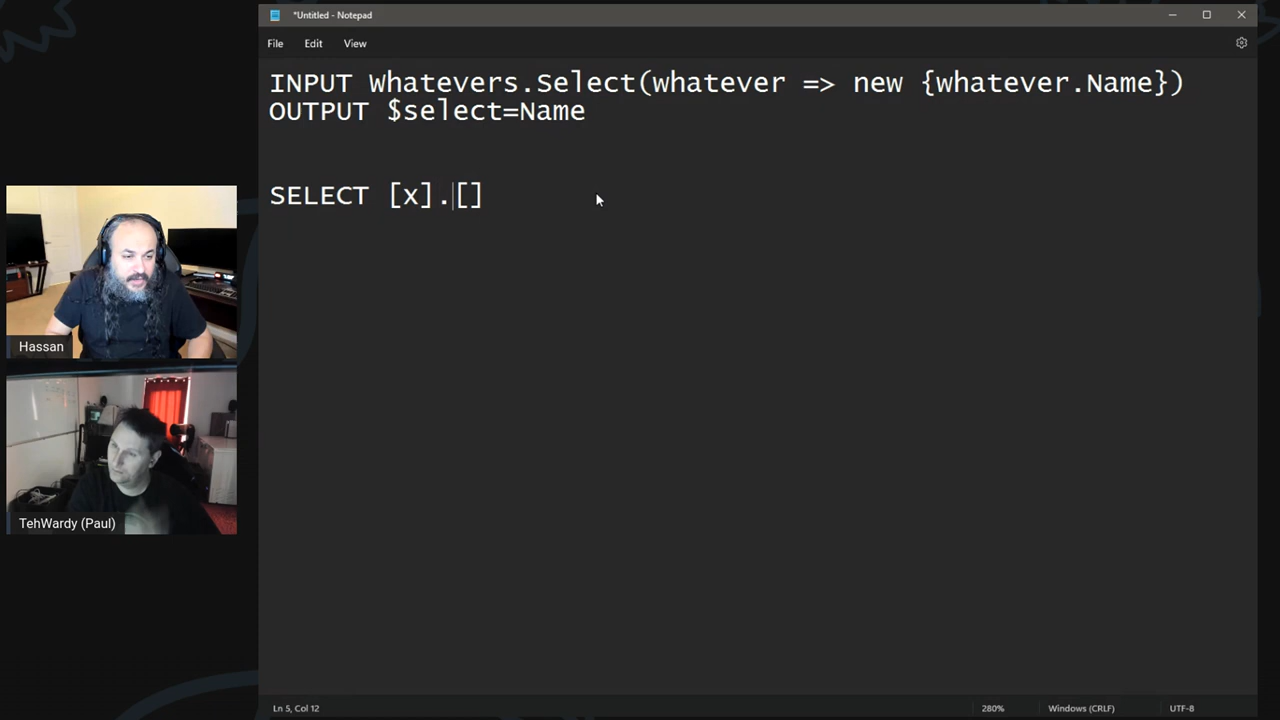 *Untitled - Notepad
File Edit View
INPUT Whatevers.Select(whatever => new {whatever.Name})
OUTPUT $select=Name
SELECT [x].[]
Hassan
TehWardy (Paul)
Ln 5, Col 12
280%
Windows (CRLF)
UTF-8